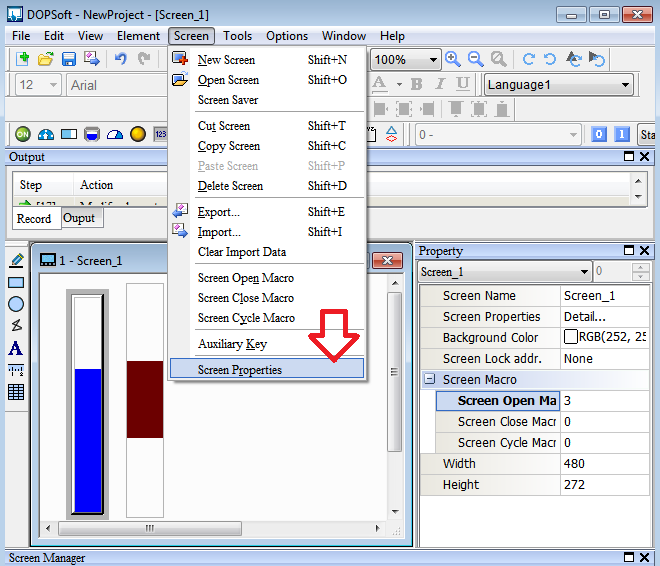 DOPSoft - NewProject - [Screen_1]
File Edit View Element Screen Tools Options Window Help
New Screen Shift+N
100%
Open Screen Shift+O
12 Arial
Language1
Screen Saver
Cut Screen Shift+T
ON
123
0 -
0 1 Sta
Copy Screen Shift+C
Paste Screen Shift+P
Delete Screen Shift+D
Export... Shift+E
Import... Shift+I
Clear Import Data
Screen Open Macro
Screen Close Macro
Screen Cycle Macro
Auxiliary Key
Screen Properties
Output
Step Action
Record Ouput
1 - Screen_1
A
Property
Screen_1 0
Screen Name Screen_1
Screen Properties Detail...
Background Color RGB(252, 25
Screen Lock addr. None
Screen Macro
Screen Open Ma 3
Screen Close Macr 0
Screen Cycle Macr 0
Width 480
Height 272
Screen Manager